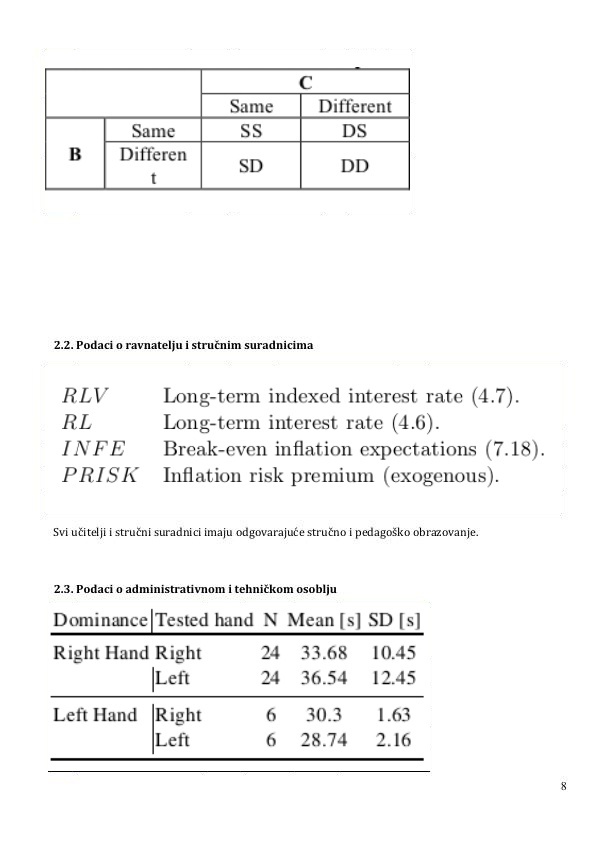 C
Same Different
B Same SS DS
Differen
t SD DD
2.2. Podaci o ravnatelju i stručnim suradnicima
RLV Long-term indexed interest rate (4.7).
RL Long-term interest rate (4.6).
INFE Break-even inflation expectations (7.18).
PRISK Inflation risk premium (exogenous).
Svi učitelji i stručni suradnici imaju odgovarajuće stručno i pedagoško obrazovanje.
2.3. Podaci o administrativnom i tehničkom osoblju
Dominance Tested hand N Mean [s] SD [s]
Right Hand Right 24 33.68 10.45
Left 24 36.54 12.45
Left Hand Right 6 30.3 1.63
Left 6 28.74 2.16
8